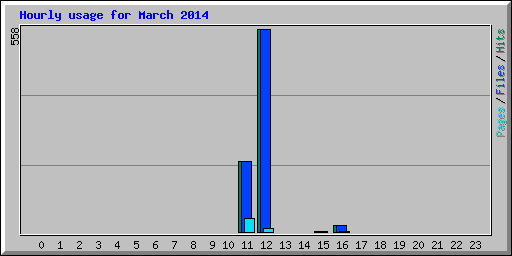 Hourly usage for March 2014
558
Pages/Files/Hits
0 1 2 3 4 5 6 7 8 9 10 11 12 13 14 15 16 17 18 19 20 21 22 23